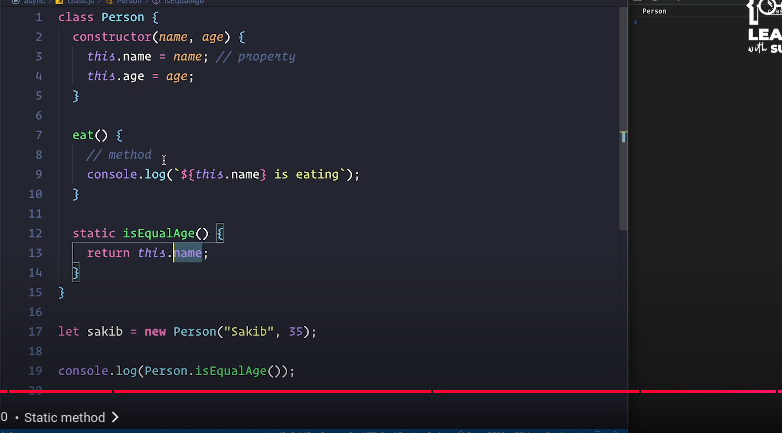 async class.js Person isEqualAge
1 class Person {
2 constructor(name, age) {
3 this.name = name; // property
4 this.age = age;
5 }
6
7 eat() {
8 // method
9 console.log(`${this.name} is eating`);
10 }
11
12 static isEqualAge() {
13 return this.name;
14 }
15 }
16
17 let sakib = new Person("Sakib", 35);
18
19 console.log(Person.isEqualAge());
20
Person
LEA
with SU
0 • Static method